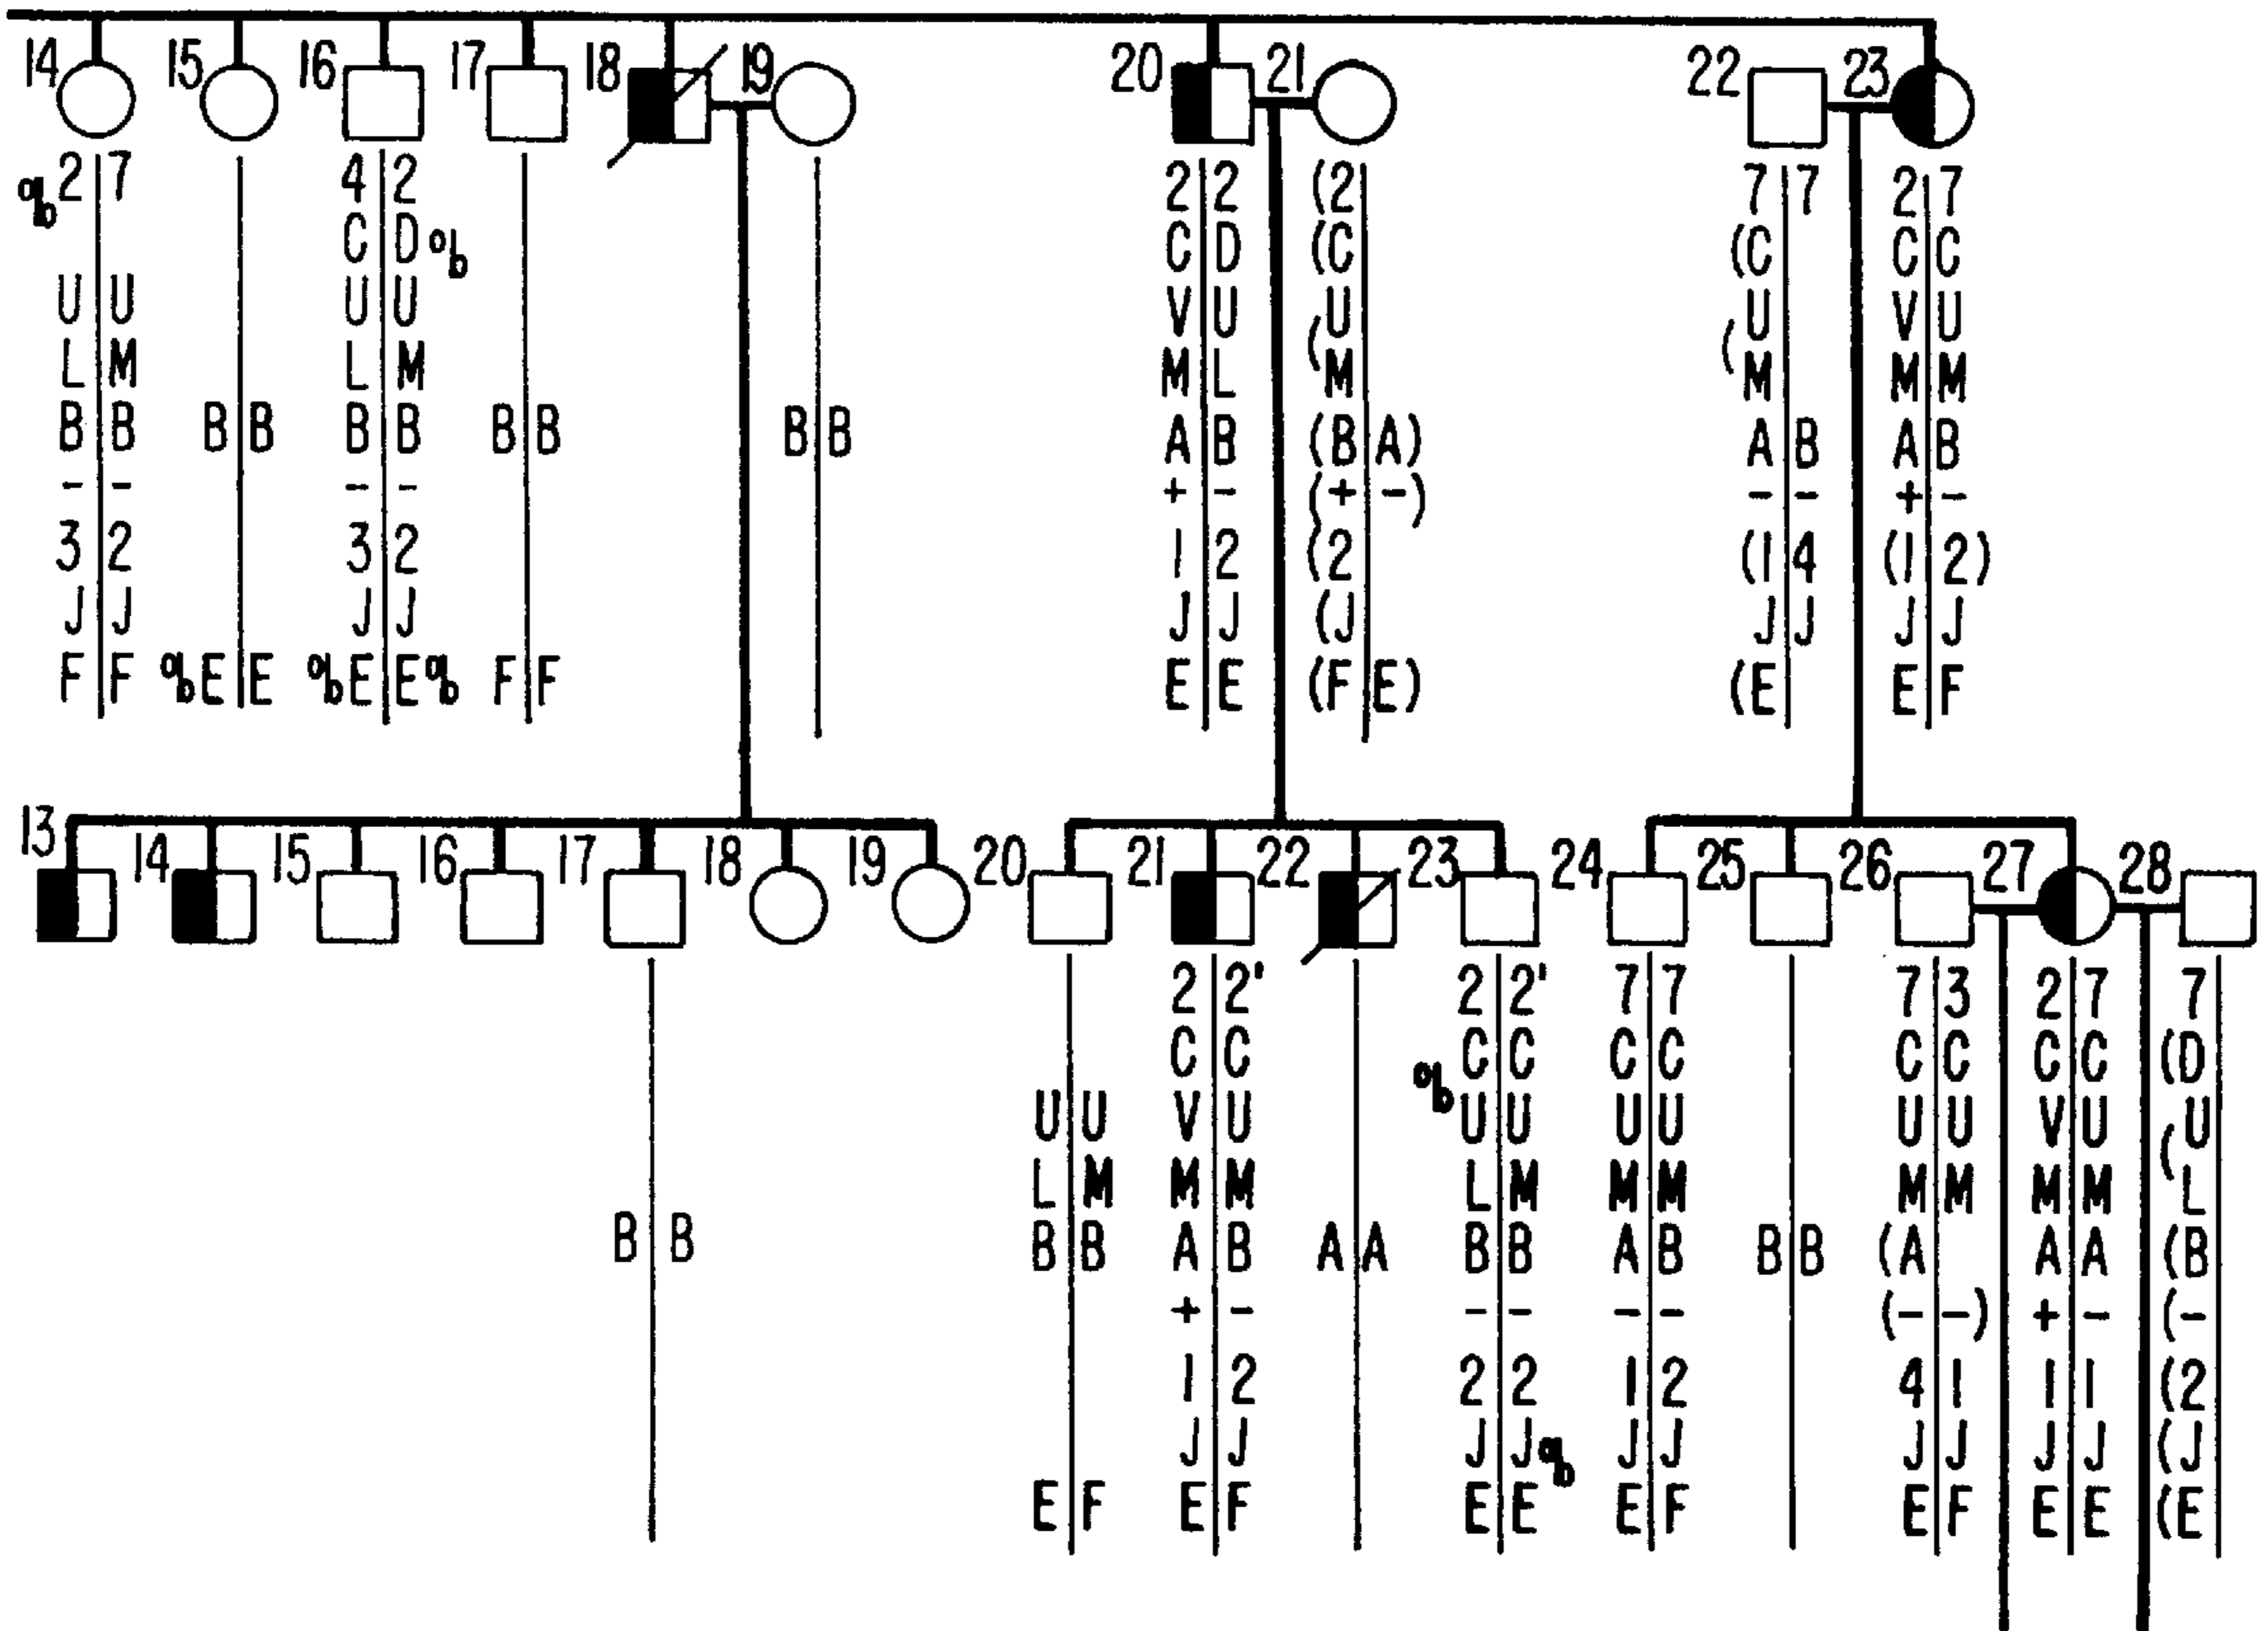 14 15 16 17 18 19 20 21 22 23
2 7 4 2 2 2 (2 7 7 2 7
C D C D (C (C C C
U U U U V U (U (U V U
L M L M M L (M M M M
B B B B B B B B B B A B (B A) A B A B
- - - - + - (+ -) - - + -
3 2 3 2 1 2 (2 (1 4 (1 2)
J J J J J J (J J J J J
F F E E E E F F E E (F E) (E E F
13 14 15 16 17 18 19 20 21 22 23 24 25 26 27 28
2 2' 2 2' 7 7 7 3 2 7 7
C C C C C C C C C C (D
U U V U U U U U U U V U (U
L M M M L M M M M M M M L
B B B B A B A A B B A B B B (A A A (B
+ - - - - - (- -) + - (-
1 2 2 2 1 2 4 1 1 1 (2
J J J J J J J J J J (J
E F E F E E E F E F E E (E